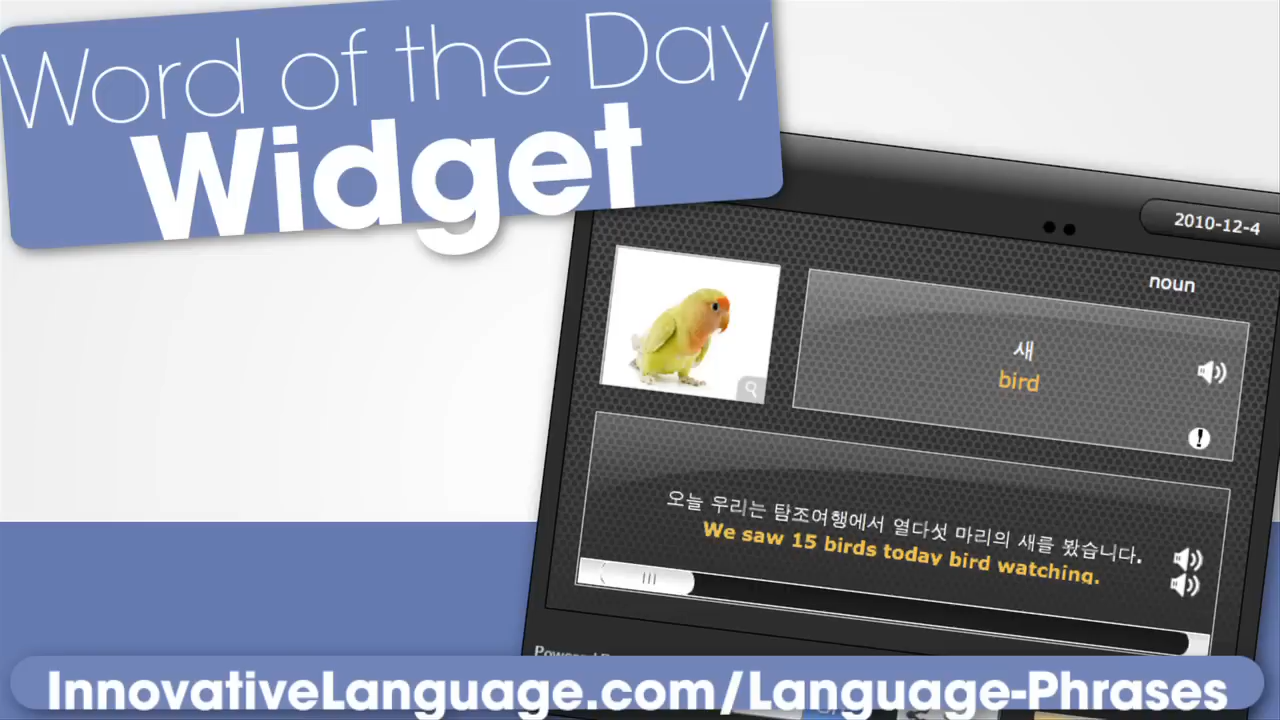 Word of the Day
Widget
2010-12-4
noun
새
bird
오늘 우리는 탐조여행에서 열다섯 마리의 새를 봤습니다.
We saw 15 birds today bird watching.
InnovativeLanguage.com/Language-Phrases